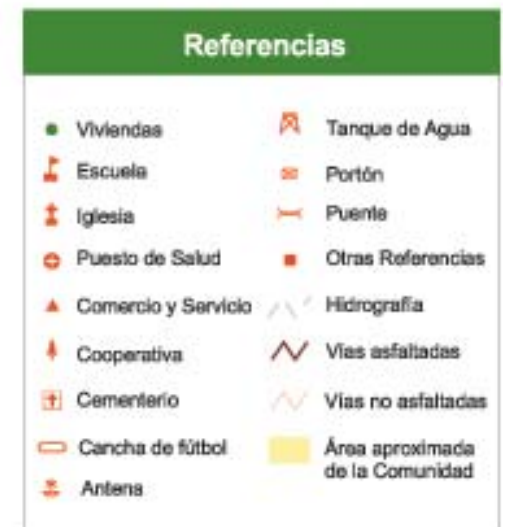 Referencias
Viviendas
Escuela
Iglesia
Puesto de Salud
Comercio y Servicio
Cooperativa
Cementerio
Cancha de fútbol
Antena
Tanque de Agua
Portón
Puente
Otras Referencias
Hidrografía
Vías asfaltadas
Vías no asfaltadas
Área aproximada
de la Comunidad